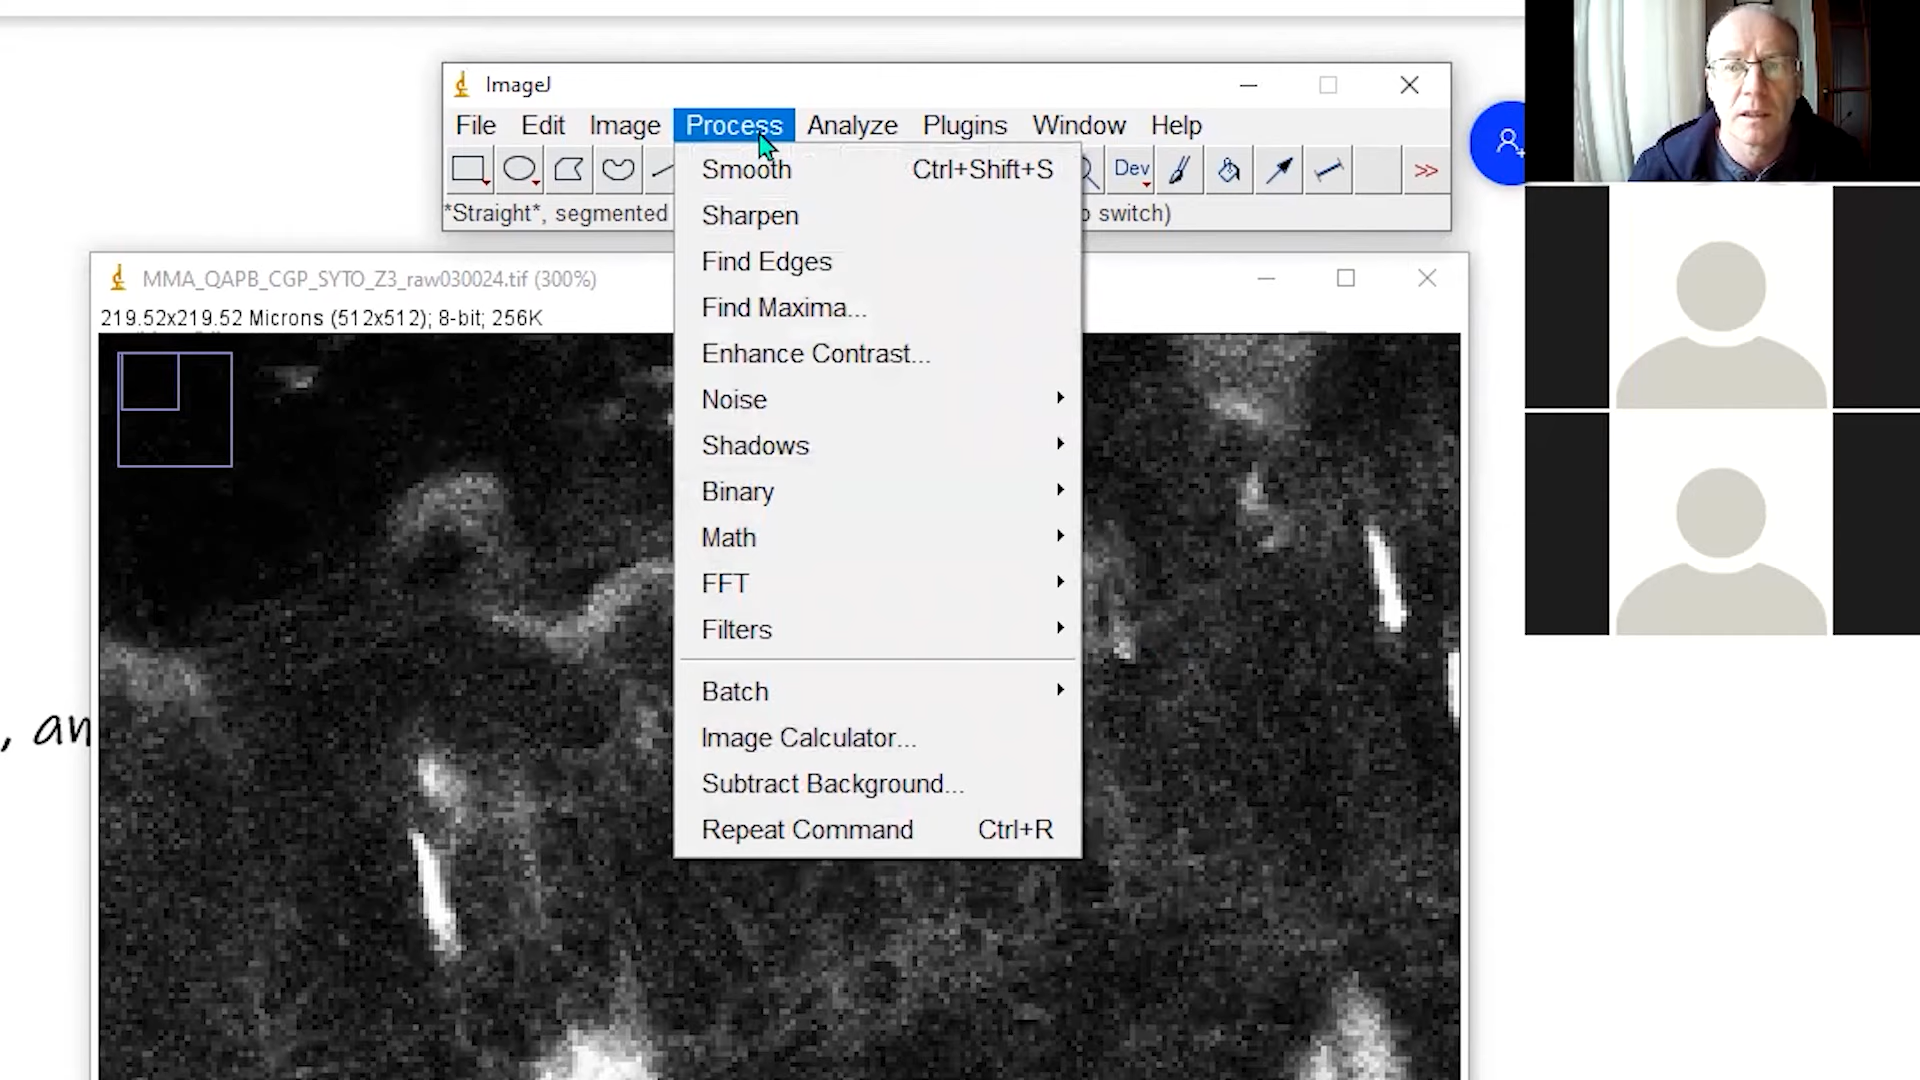 ImageJ
File Edit Image Process Analyze Plugins Window Help
Dev >>
*Straight*, segmented
switch)
Smooth Ctrl+Shift+S
Sharpen
Find Edges
Find Maxima...
Enhance Contrast...
Noise
Shadows
Binary
Math
FFT
Filters
Batch
Image Calculator...
Subtract Background...
Repeat Command Ctrl+R
MMA_QAPB_CGP_SYTO_Z3_raw030024.tif (300%)
219.52x219.52 Microns (512x512); 8-bit; 256K
, an